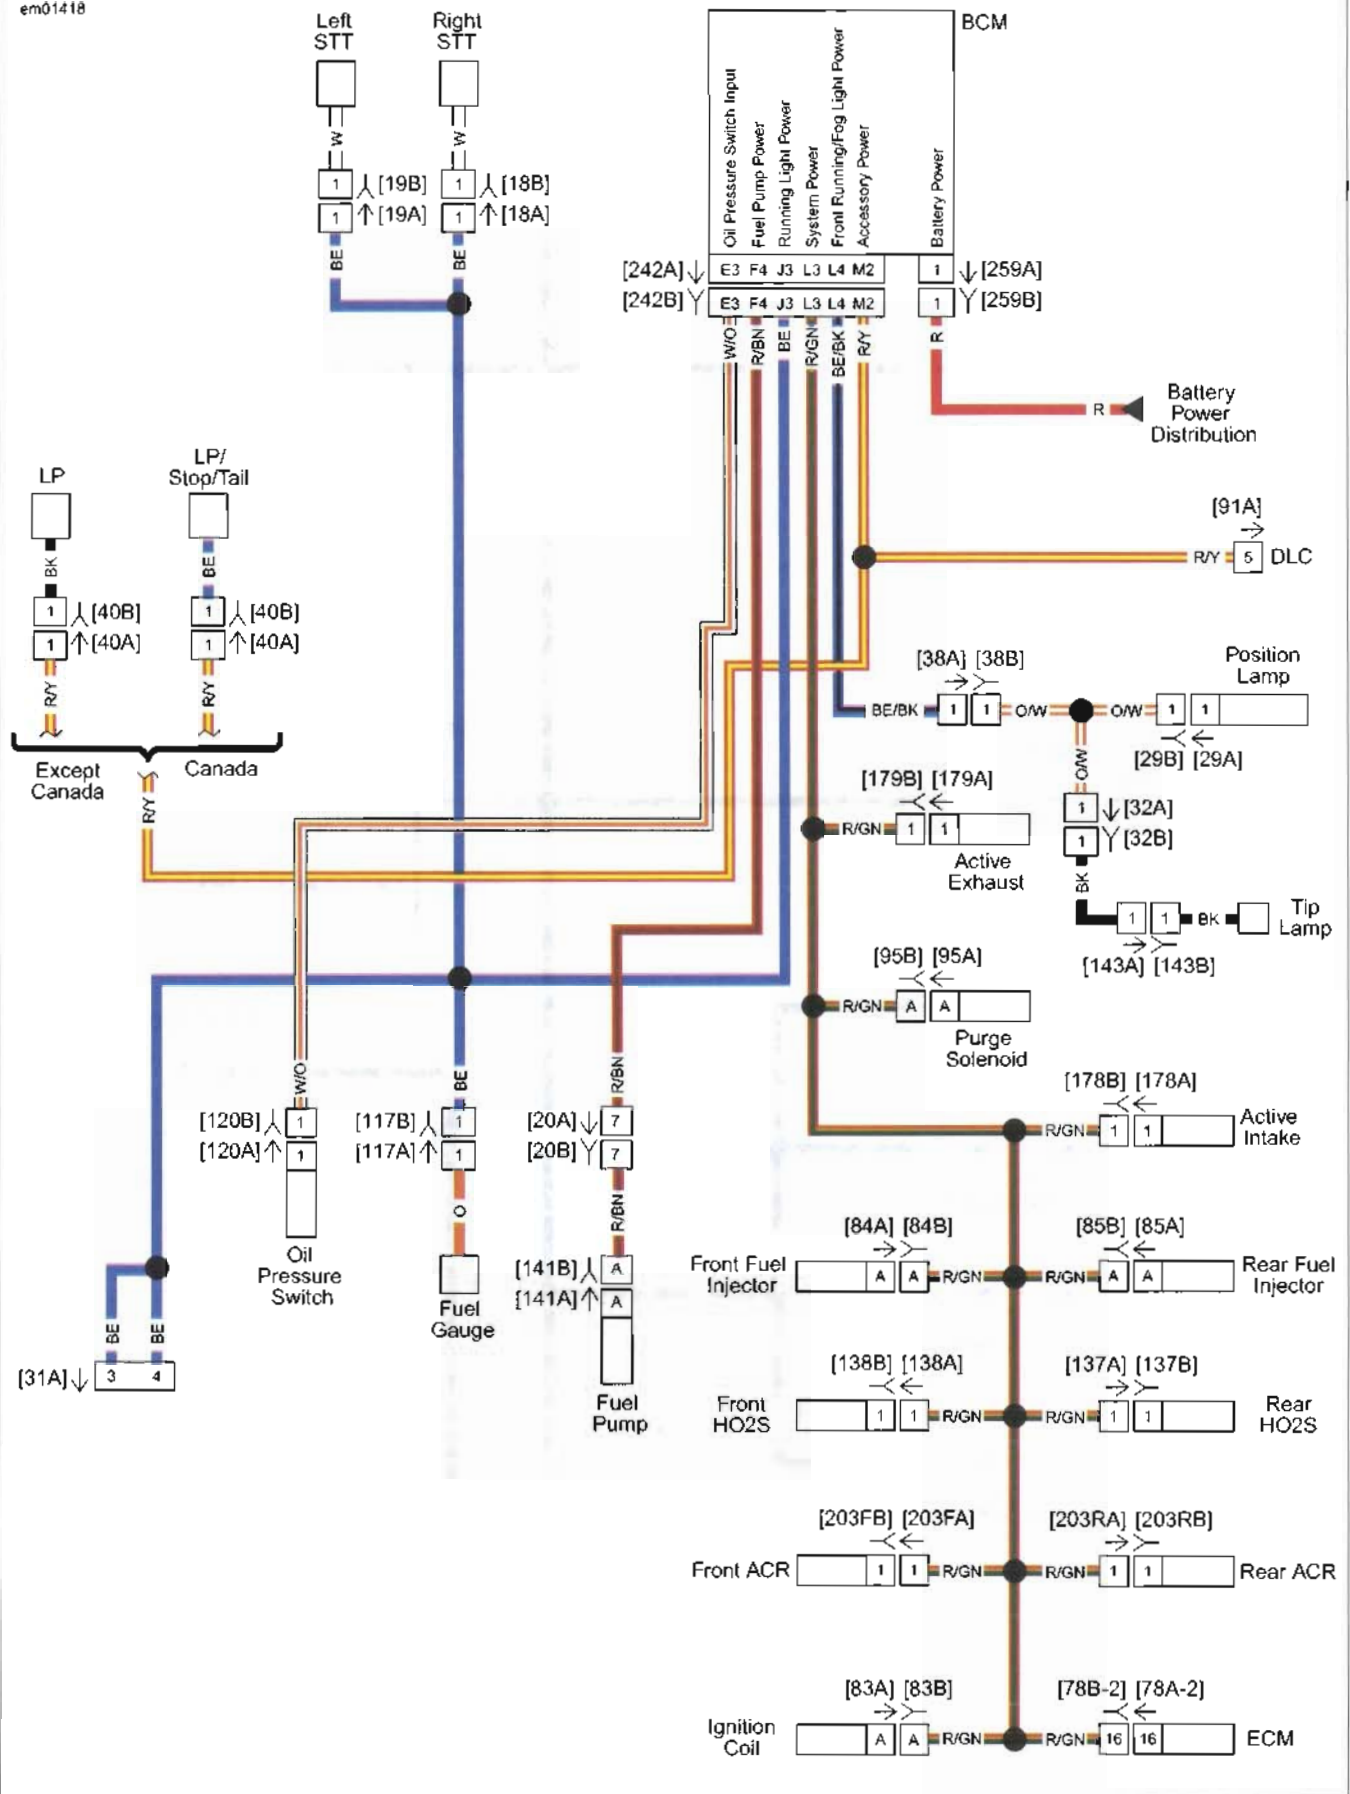 em01418
Left
STT
Right
STT
BCM
Oil Pressure Switch Input
Fuel Pump Power
Running Light Power
System Power
Front Running/Fog Light Power
Accessory Power
Battery Power
W
W
1
[19B]
1
[18B]
1
[19A]
1
[18A]
BE
BE
[242A]
E3 F4 J3 L3 L4 M2
1
[259A]
[242B]
E3 F4 J3 L3 L4 M2
1
[259B]
W/O
R/BN
BE
R/GN
BE/BK
R/Y
R
R
Battery
Power
Distribution
LP
LP/
Stop/Tail
[91A]
R/Y
5
DLC
BK
BE
1
[40B]
1
[40B]
1
[40A]
1
[40A]
R/Y
R/Y
Except
Canada
Canada
R/Y
[38A] [38B]
Position
Lamp
BE/BK
1
1
O/W
O/W
1
1
[29B] [29A]
O/W
1
[32A]
1
[32B]
BK
1
1
BK
Tip
Lamp
[143A] [143B]
[179B] [179A]
R/GN
1
1
Active
Exhaust
[95B] [95A]
R/GN
A
A
Purge
Solenoid
[178B] [178A]
R/GN
1
1
Active
Intake
W/O
BE
R/BN
[120B]
1
[117B]
1
[20A]
7
[120A]
1
[117A]
1
[20B]
7
O
R/BN
Oil
Pressure
Switch
Fuel
Gauge
[141B]
A
[141A]
A
Fuel
Pump
BE
BE
[31A]
3
4
[84A] [84B]
[85B] [85A]
Front Fuel
Injector
A
A
R/GN
R/GN
A
A
Rear Fuel
Injector
[138B] [138A]
[137A] [137B]
Front
HO2S
1
1
R/GN
R/GN
1
1
Rear
HO2S
[203FB] [203FA]
[203RA] [203RB]
Front ACR
1
1
R/GN
R/GN
1
1
Rear ACR
[83A] [83B]
[78B-2] [78A-2]
Ignition
Coil
A
A
R/GN
R/GN
16
16
ECM